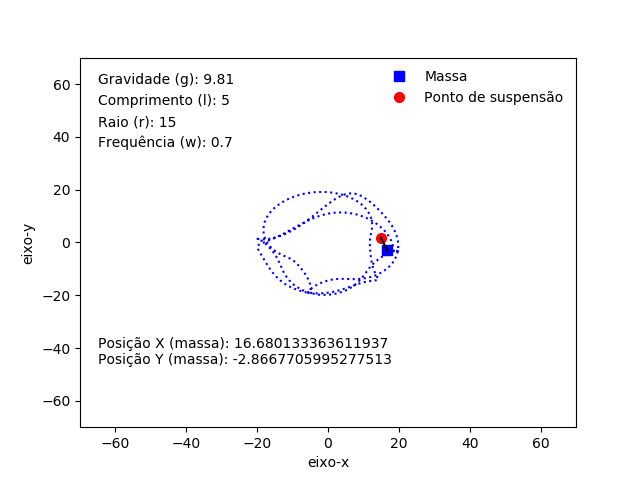 Gravidade (g): 9.81
Comprimento (l): 5
Raio (r): 15
Frequência (w): 0.7
Massa
Ponto de suspensão
60
40
20
0
−20
−40
−60
eixo-y
Posição X (massa): 16.680133363611937
Posição Y (massa): -2.8667705995277513
−60
−40
−20
0
20
40
60
eixo-x